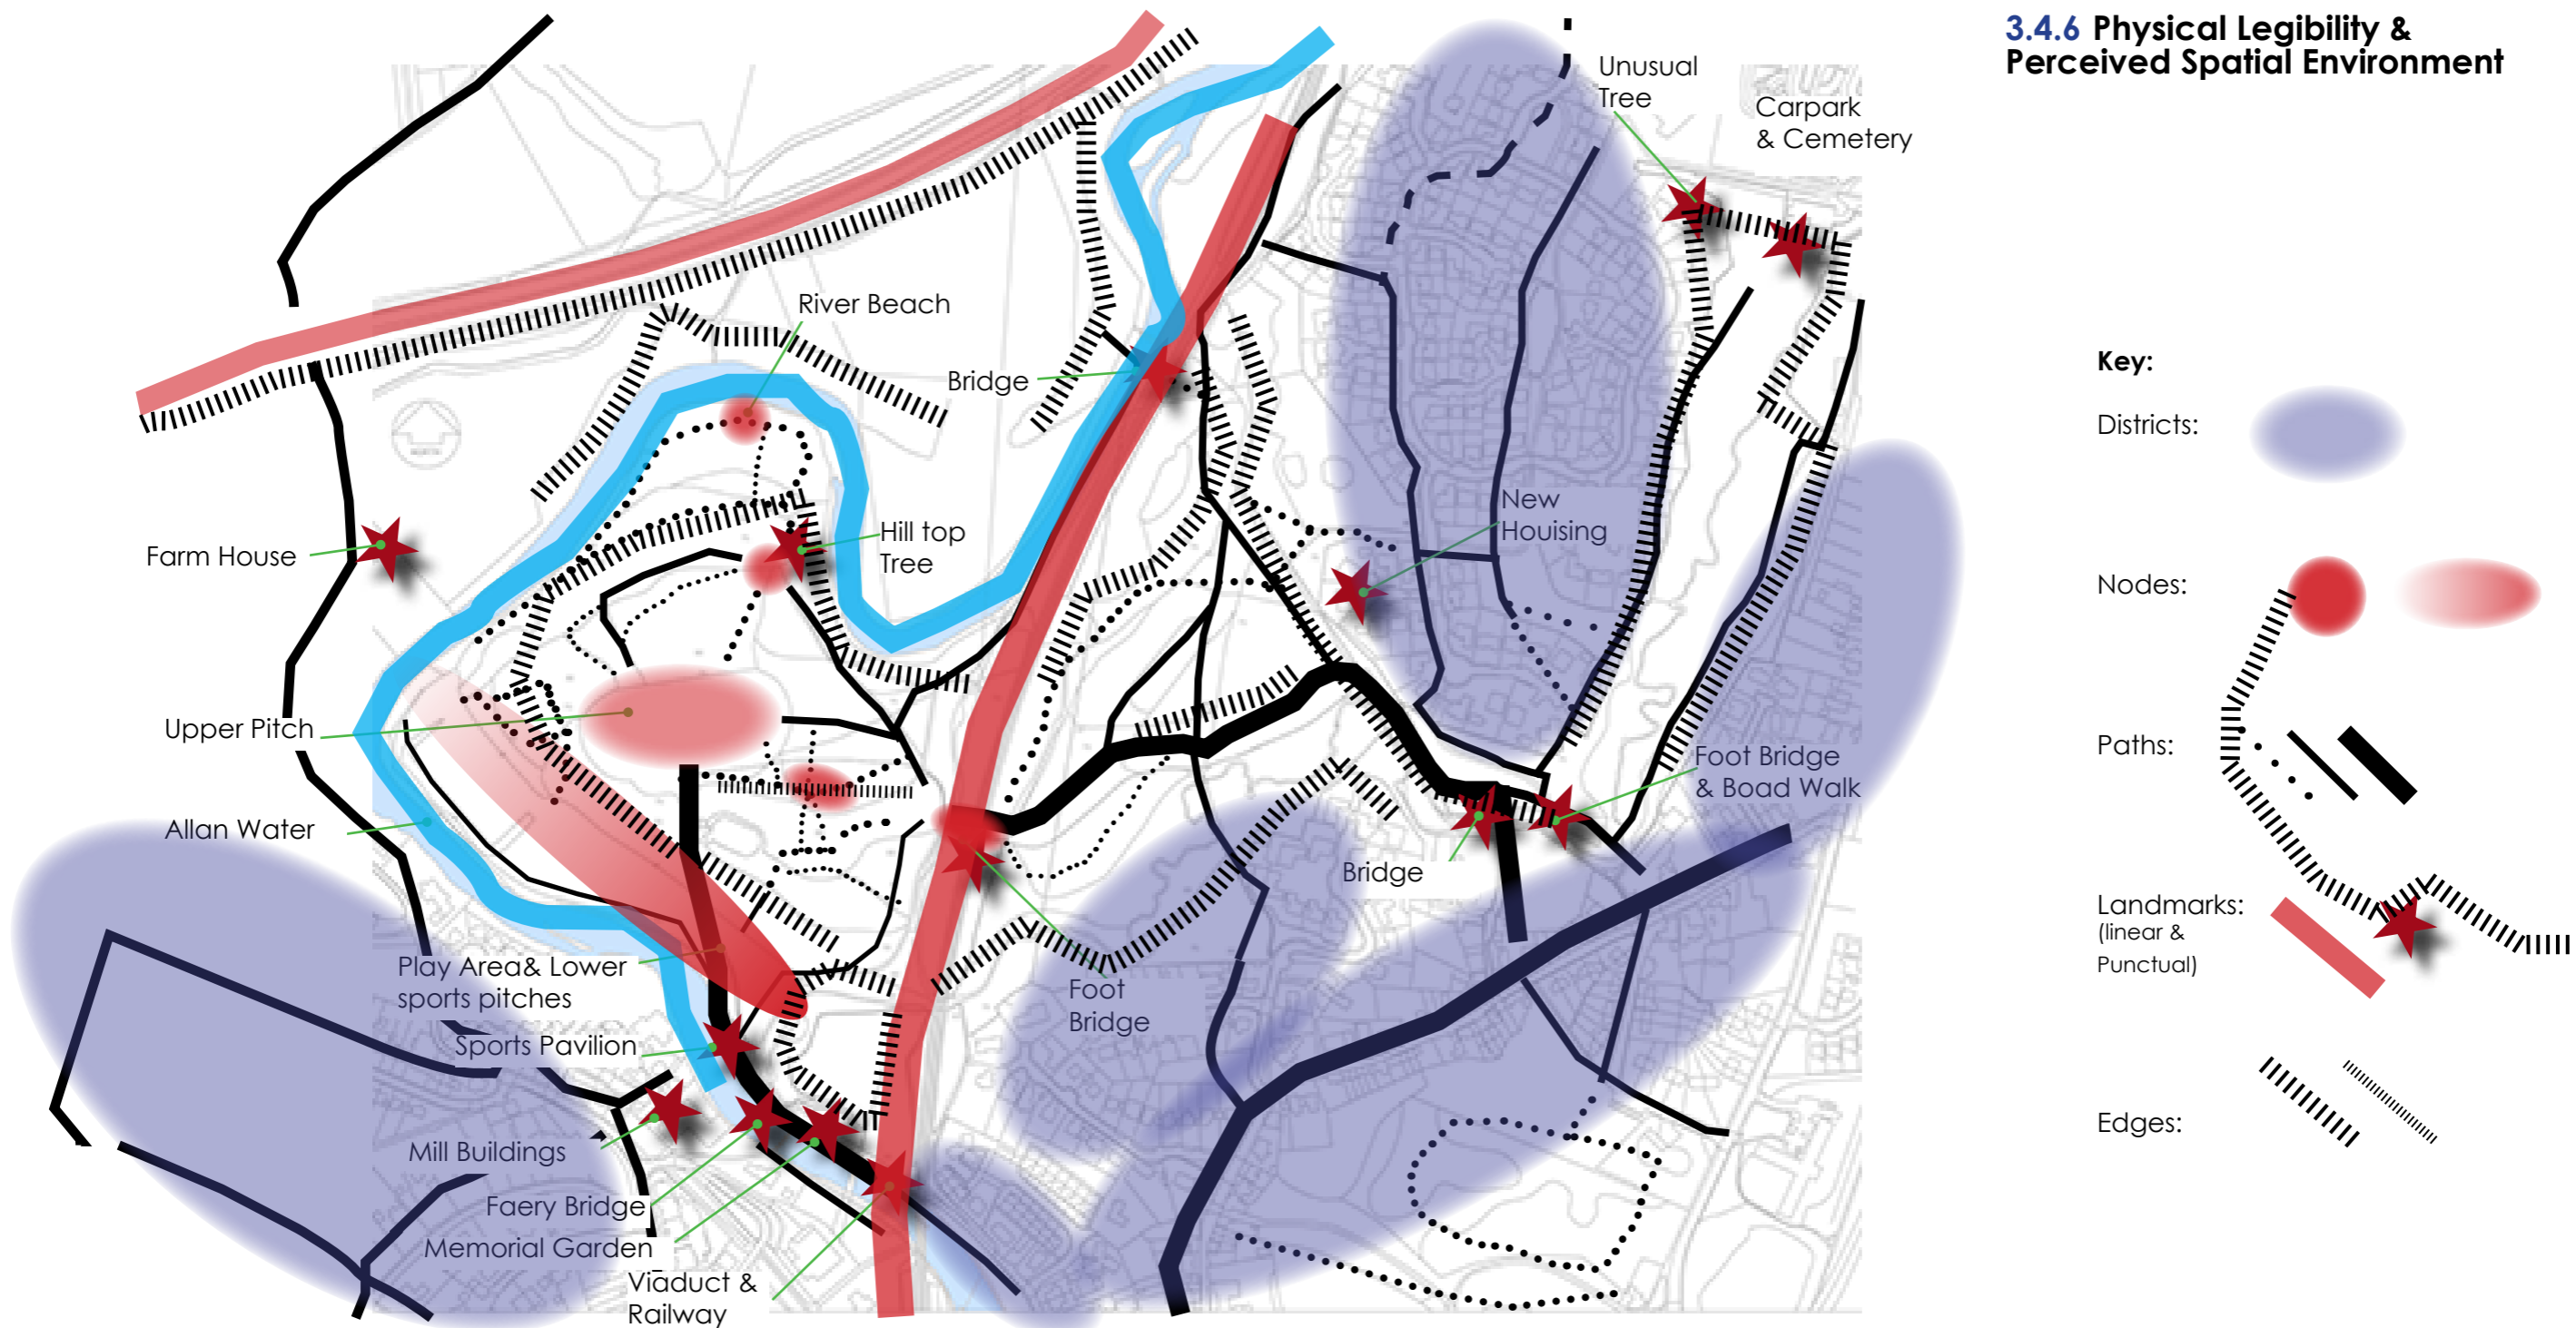 3.4.6 Physical Legibility &
Perceived Spatial Environment
Unusual
Tree
Carpark
& Cemetery
River Beach
Bridge
Key:
Districts:
Farm House
Hill top
Tree
New
Houising
Nodes:
Upper Pitch
Foot Bridge
& Boad Walk
Paths:
Allan Water
Bridge
Landmarks:
(linear &
Punctual)
Play Area& Lower
sports pitches
Foot
Bridge
Sports Pavilion
Mill Buildings
Edges:
Faery Bridge
Memorial Garden
Viaduct &
Railway